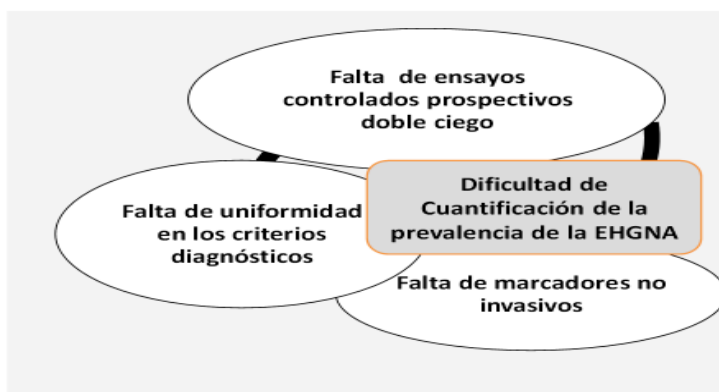 Falta de ensayos
controlados prospectivos
doble ciego
Falta de uniformidad
en los criterios
diagnósticos
Dificultad de
Cuantificación de la
prevalencia de la EHGNA
Falta de marcadores no
invasivos